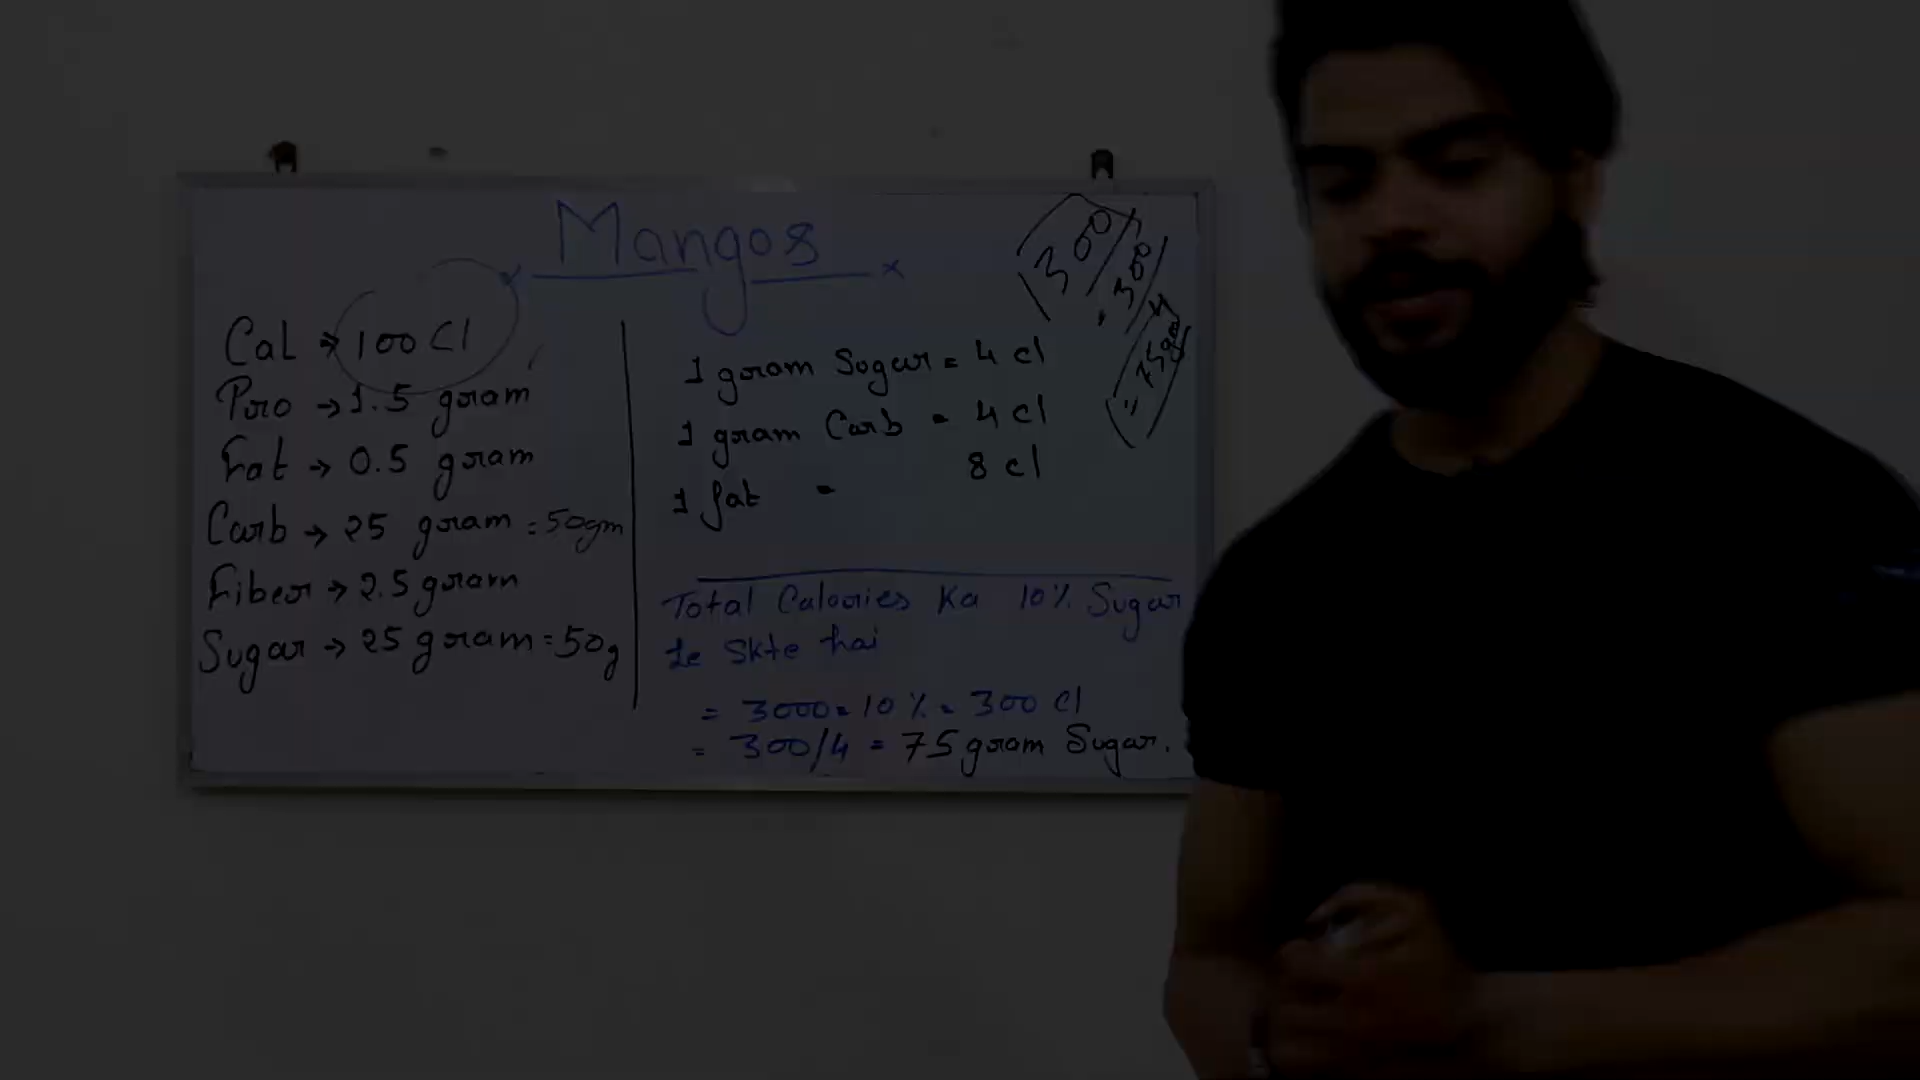 Mangos
Cal → 100 Cl
Pro → 1.5 gram
Fat → 0.5 gram
Carb → 25 gram = 50gm
Fiber → 2.5 gram
Sugar → 25 gram = 50g
1 gram Sugar = 4 cl
1 gram Carb = 4 cl
1 fat = 8 cl
Total Calories Ka 10% Sugar
Le Skte hai
= 3000 = 10 % = 300 Cl
= 300/4 = 75 gram Sugar.
300
300